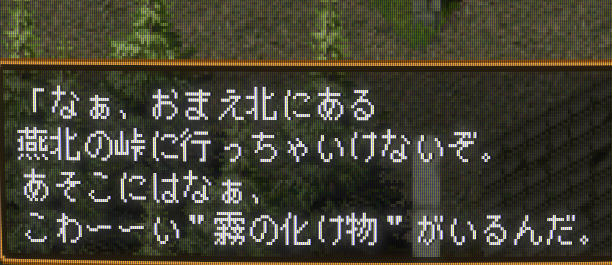 「なぁ、おまえ北にある
燕北の峠に行っちゃいけないぞ。
あそこにはなぁ、
こわーーい"霧の化け物"がいるんだ。